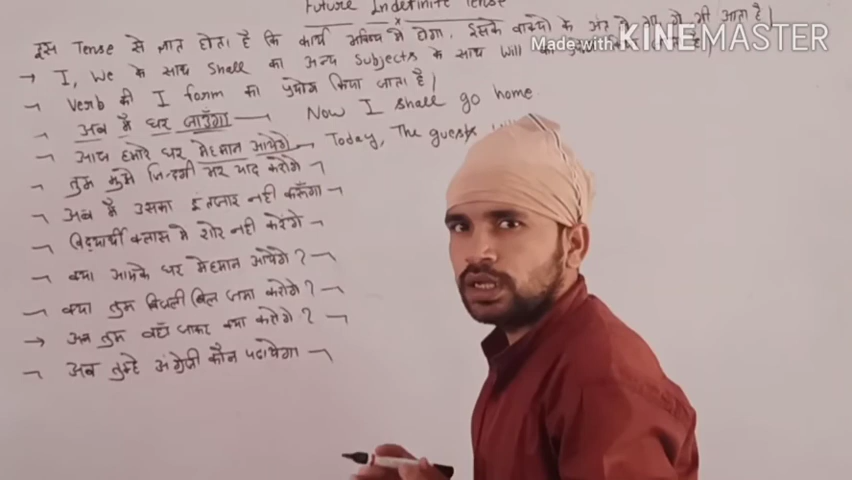 Future Indefinite Tense
इस Tense से ज्ञात होता है कि कार्य भविष्य में होगा, इसके वाक्यो के अंत मे गा, गे, गी आता है।
→ I, We के साथ Shall का अन्य Subjects के साथ Will का
→ Verb की I form का प्रयोग किया जाता है।
→ अब मैं घर जाउँगा → Now I shall go home.
→ आज हमारे घर मेहमान आयेगे → Today, The guests
→ तुम मुझे जिन्दगी भर याद करोगे →
→ अब मै उसका इन्तजार नही करूँगा →
→ विद्यार्थी क्लास मे शोर नही करेगे →
→ क्या आपके घर मेहमान आयेगे? →
→ क्या तुम बिजली बिल जमा करोगे? →
→ अब तुम वहाँ जाकर क्या करोगे? →
→ अब तुम्हे अंग्रेजी कौन पढायेगा →
Made with KINEMASTER